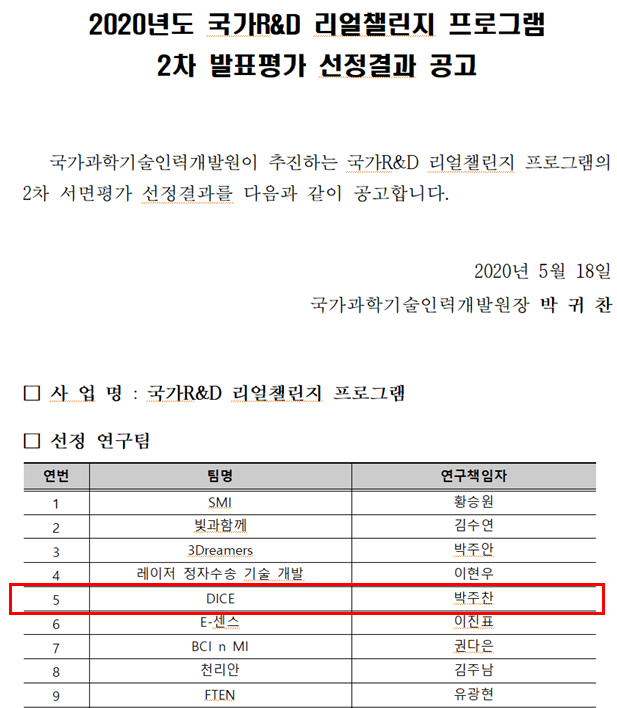 2020년도 국가R&D 리얼챌린지 프로그램
2차 발표평가 선정결과 공고
국가과학기술인력개발원이 추진하는 국가R&D 리얼챌린지 프로그램의
2차 서면평가 선정결과를 다음과 같이 공고합니다.
2020년 5월 18일
국가과학기술인력개발원장 박 귀 찬
□ 사 업 명 : 국가R&D 리얼챌린지 프로그램
□ 선정 연구팀
연번 팀명 연구책임자
1 SMI 황승원
2 빛과함께 김수연
3 3Dreamers 박주안
4 레이저 정자수송 기술 개발 이현우
5 DICE 박주찬
6 E-센스 이진표
7 BCI n MI 권다은
8 천리안 김주남
9 FTEN 유광현